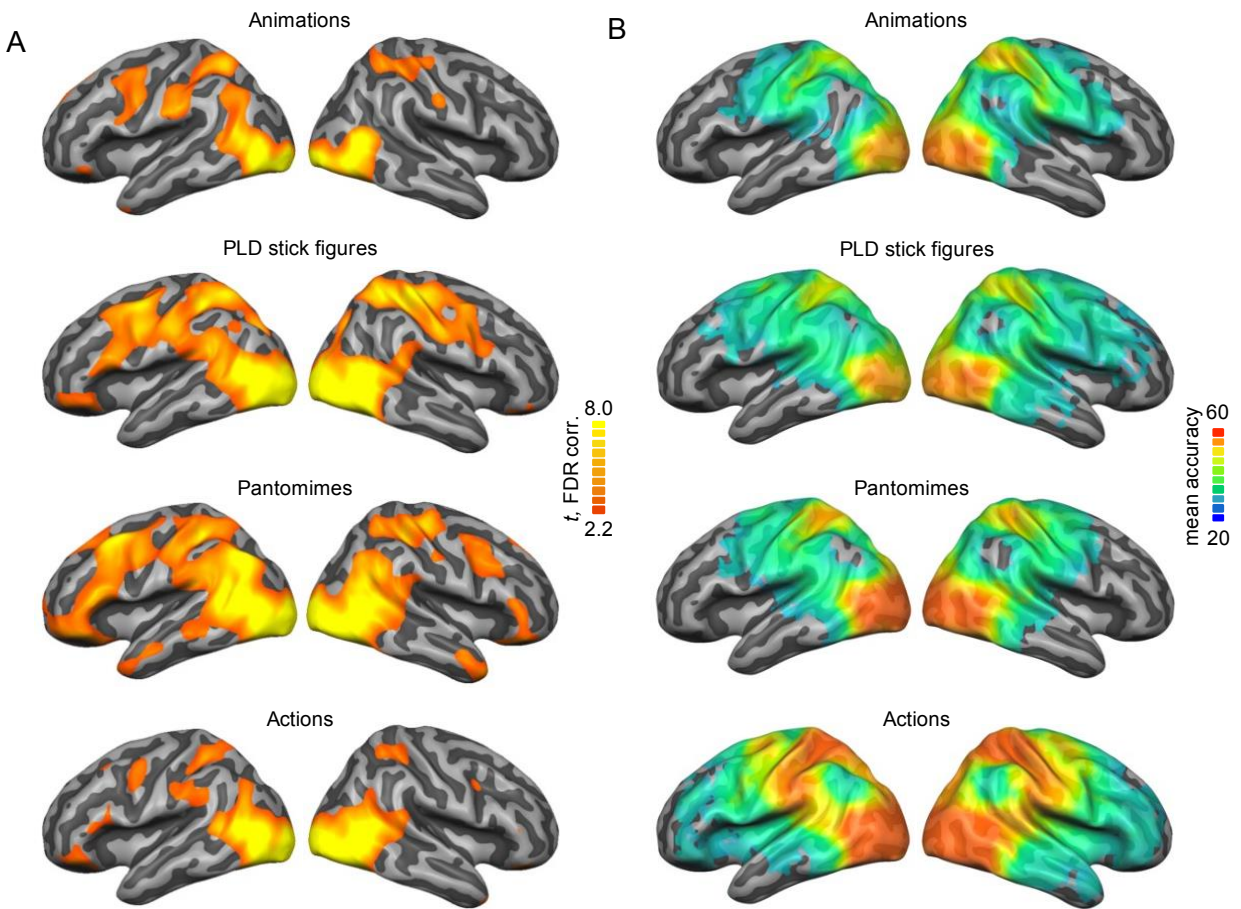 A
B
Animations
Animations
PLD stick figures
PLD stick figures
t, FDR corr.
8.0
2.2
mean accuracy
60
20
Pantomimes
Pantomimes
Actions
Actions